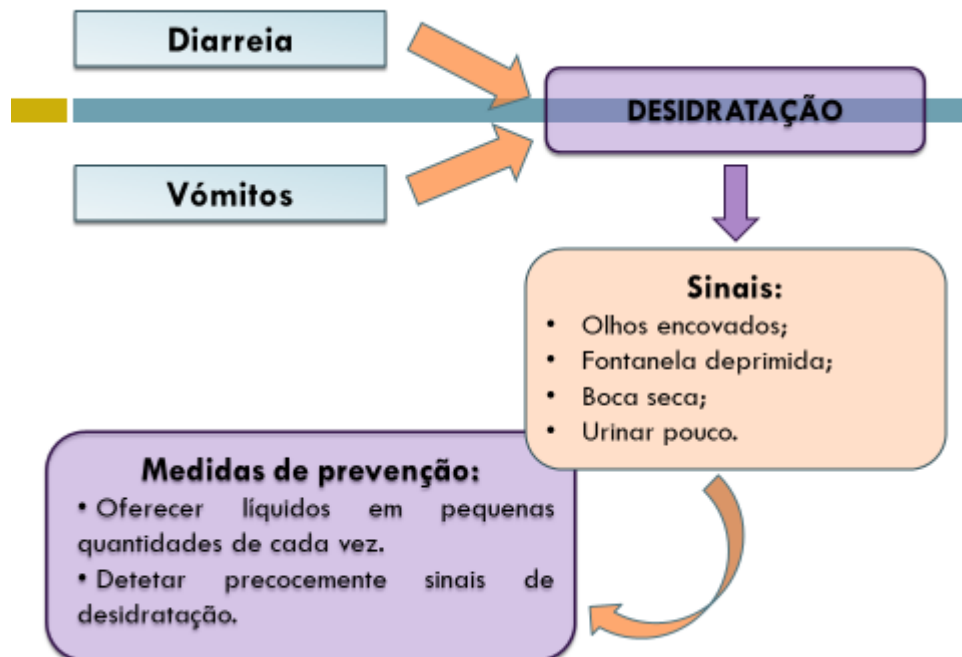 Diarreia
DESIDRATAÇÃO
Vómitos
Sinais:
• Olhos encovados;
• Fontanela deprimida;
• Boca seca;
• Urinar pouco.
Medidas de prevenção:
• Oferecer líquidos em pequenas
quantidades de cada vez.
• Detetar precocemente sinais de
desidratação.